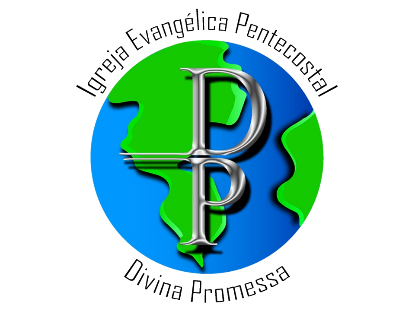 Igreja Evangélica Pentecostal
D
P
Divina Promessa